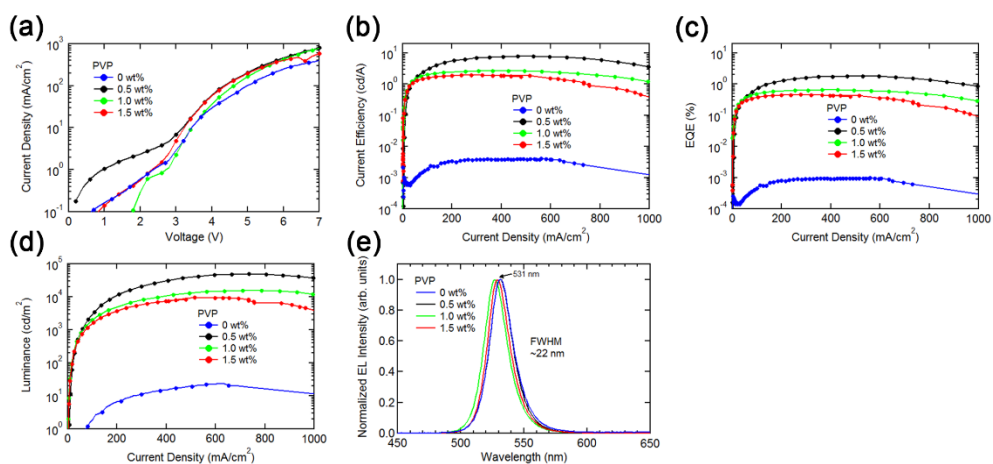 (a)
Current Density (mA/cm²)
10³
10²
10¹
10⁰
10⁻¹
PVP
0 wt%
0.5 wt%
1.0 wt%
1.5 wt%
0 1 2 3 4 5 6 7
Voltage (V)
(b)
Current Efficiency (cd/A)
10¹
10⁰
10⁻¹
10⁻²
10⁻³
10⁻⁴
PVP
0 wt%
0.5 wt%
1.0 wt%
1.5 wt%
0 200 400 600 800 1000
Current Density (mA/cm²)
(c)
EQE (%)
10¹
10⁰
10⁻¹
10⁻²
10⁻³
10⁻⁴
PVP
0 wt%
0.5 wt%
1.0 wt%
1.5 wt%
0 200 400 600 800 1000
Current Density (mA/cm²)
(d)
Luminance (cd/m²)
10⁵
10⁴
10³
10²
10¹
10⁰
PVP
0 wt%
0.5 wt%
1.0 wt%
1.5 wt%
0 200 400 600 800 1000
Current Density (mA/cm²)
(e)
Normalized EL Intensity (arb. units)
1.0
0.8
0.6
0.4
0.2
0.0
PVP
0 wt%
0.5 wt%
1.0 wt%
1.5 wt%
531 nm
FWHM
~22 nm
450 500 550 600 650
Wavelength (nm)